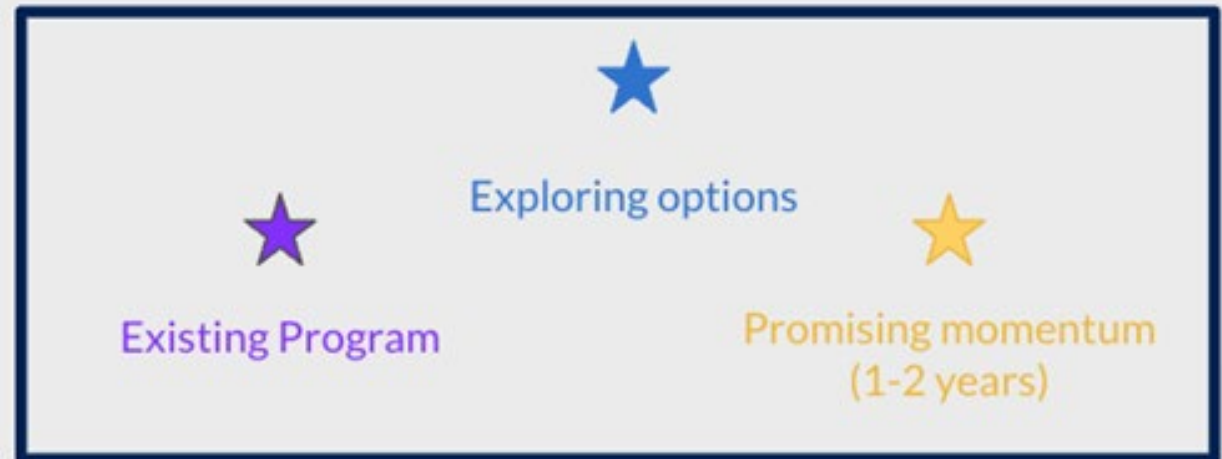 Exploring options
Existing Program
Promising momentum
(1-2 years)